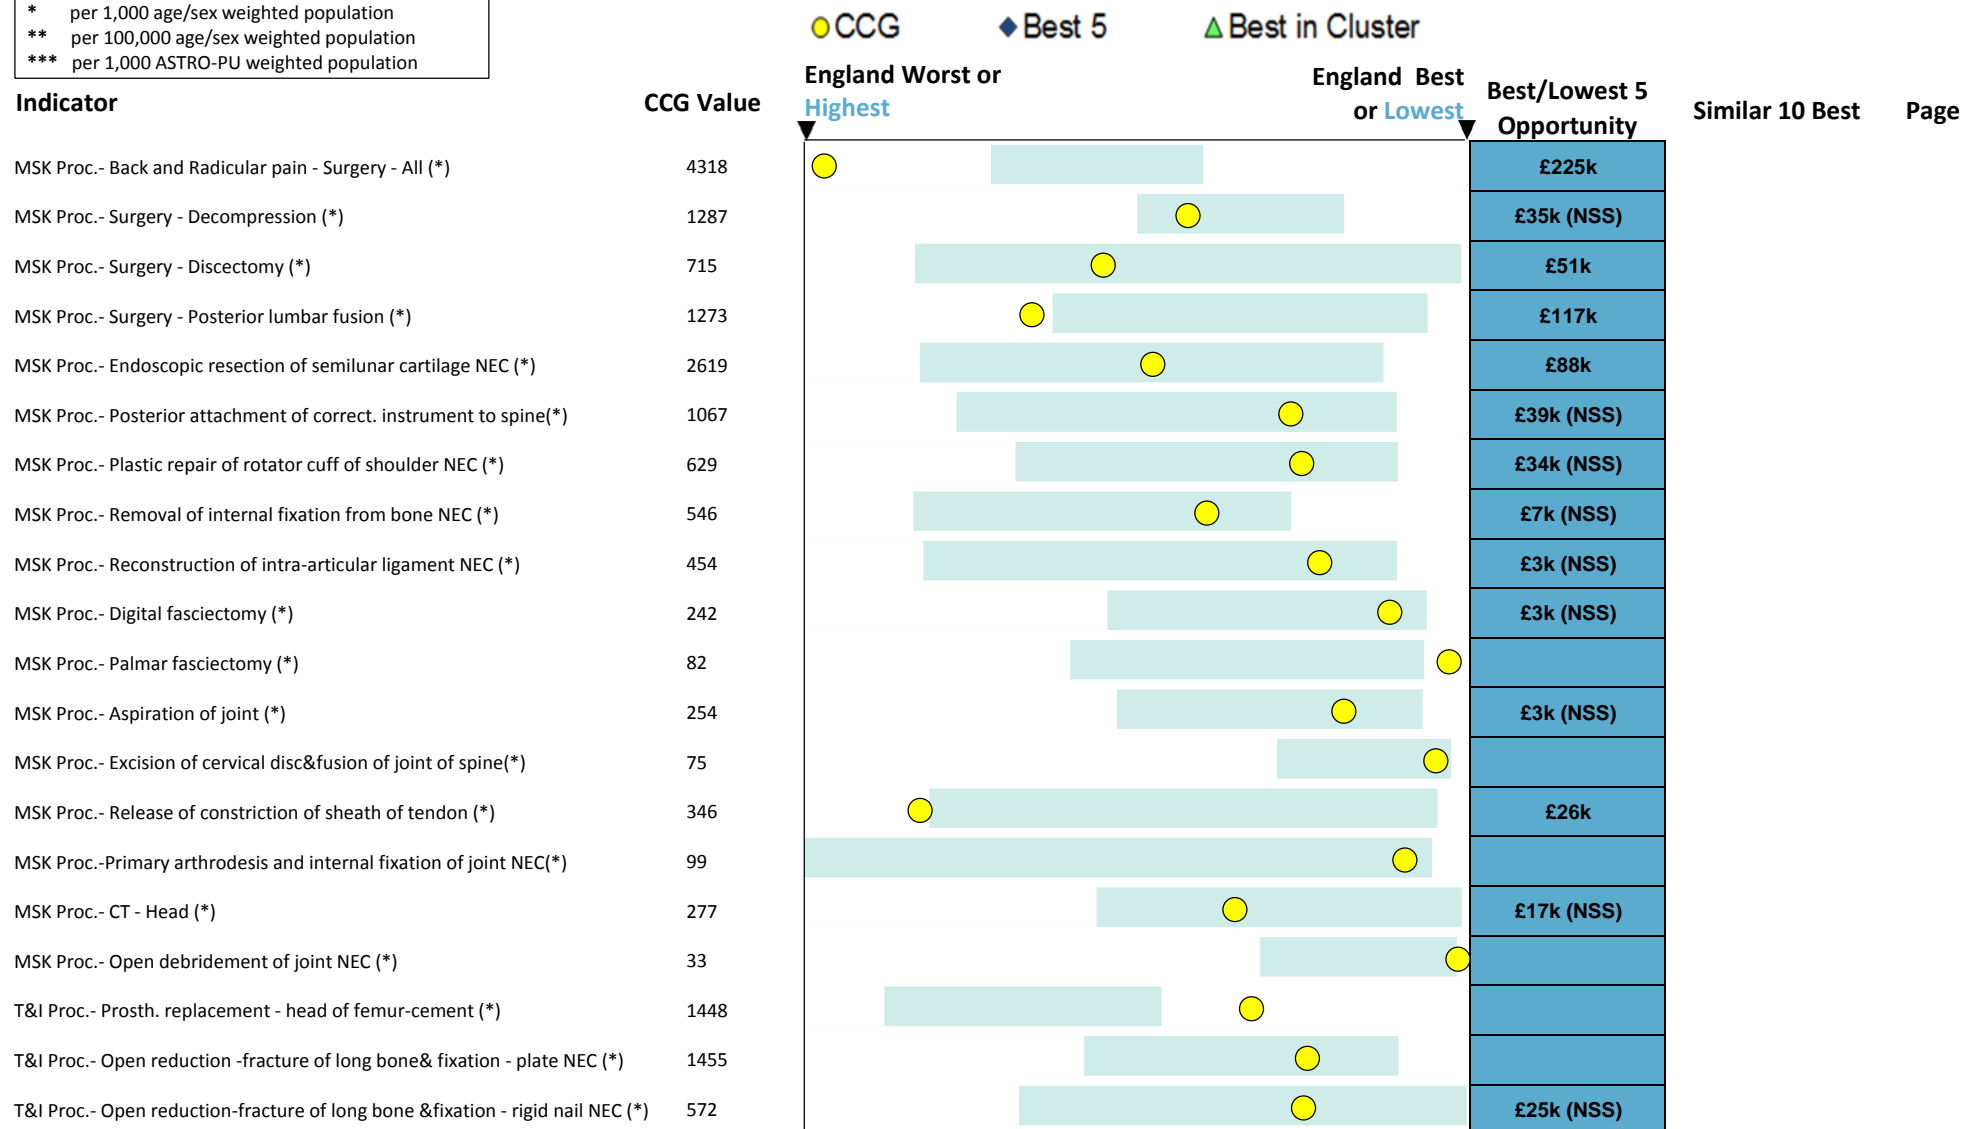 * per 1,000 age/sex weighted population
** per 100,000 age/sex weighted population
*** per 1,000 ASTRO-PU weighted population
CCG Best 5 Best in Cluster
Indicator CCG Value England Worst or Highest England Best or Lowest Best/Lowest 5 Opportunity Similar 10 Best Page
MSK Proc.- Back and Radicular pain - Surgery - All (*) 4318 £225k
MSK Proc.- Surgery - Decompression (*) 1287 £35k (NSS)
MSK Proc.- Surgery - Discectomy (*) 715 £51k
MSK Proc.- Surgery - Posterior lumbar fusion (*) 1273 £117k
MSK Proc.- Endoscopic resection of semilunar cartilage NEC (*) 2619 £88k
MSK Proc.- Posterior attachment of correct. instrument to spine(*) 1067 £39k (NSS)
MSK Proc.- Plastic repair of rotator cuff of shoulder NEC (*) 629 £34k (NSS)
MSK Proc.- Removal of internal fixation from bone NEC (*) 546 £7k (NSS)
MSK Proc.- Reconstruction of intra-articular ligament NEC (*) 454 £3k (NSS)
MSK Proc.- Digital fasciectomy (*) 242 £3k (NSS)
MSK Proc.- Palmar fasciectomy (*) 82
MSK Proc.- Aspiration of joint (*) 254 £3k (NSS)
MSK Proc.- Excision of cervical disc&fusion of joint of spine(*) 75
MSK Proc.- Release of constriction of sheath of tendon (*) 346 £26k
MSK Proc.-Primary arthrodesis and internal fixation of joint NEC(*) 99
MSK Proc.- CT - Head (*) 277 £17k (NSS)
MSK Proc.- Open debridement of joint NEC (*) 33
T&I Proc.- Prosth. replacement - head of femur-cement (*) 1448
T&I Proc.- Open reduction -fracture of long bone& fixation - plate NEC (*) 1455
T&I Proc.- Open reduction-fracture of long bone &fixation - rigid nail NEC (*) 572 £25k (NSS)